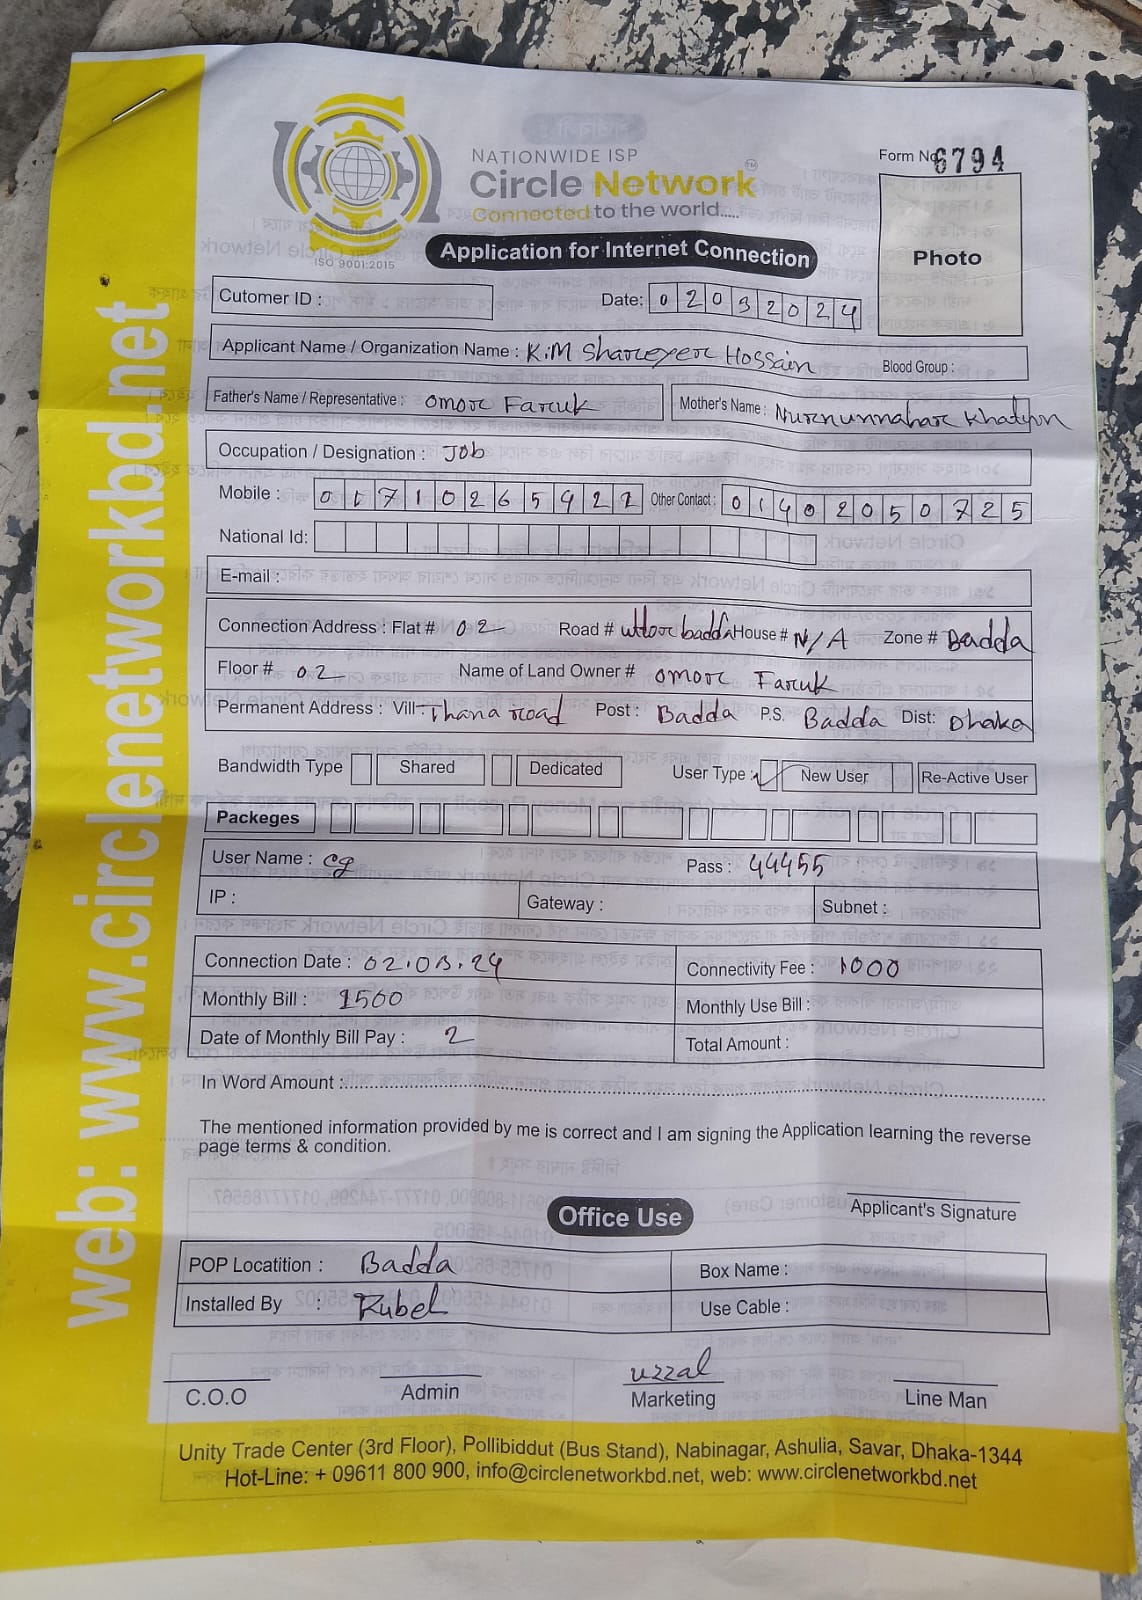 web: www.circlenetworkbd.net
NATIONWIDE ISP
Circle Network™
Connected to the world.....
ISO 9001:2015
Form No 6794
Photo
Application for Internet Connection
Cutomer ID :
Date: 02032024
Applicant Name / Organization Name : K.M Shareyer Hossain Blood Group :
Father's Name / Representative : omor Faruk Mother's Name : Nurnunnahar Khatun
Occupation / Designation : Job
Mobile : 01710265922 Other Contact : 01402050725
National Id:
E-mail :
Connection Address : Flat # 02 Road # uttor badda House # N/A Zone # Badda
Floor # 02 Name of Land Owner # omor Faruk
Permanent Address : Vill- Thana road Post : Badda P.S. Badda Dist: Dhaka
Bandwidth Type Shared Dedicated User Type : ✓ New User Re-Active User
Packeges
User Name : cg Pass : 44455
IP : Gateway : Subnet :
Connection Date : 02.03.24 Connectivity Fee : 1000
Monthly Bill : 1500 Monthly Use Bill :
Date of Monthly Bill Pay : 2 Total Amount :
In Word Amount :
The mentioned information provided by me is correct and I am signing the Application learning the reverse
page terms & condition.
Applicant's Signature
Office Use
POP Locatition : Badda Box Name :
Installed By : Rubel Use Cable :
uzzal
C.O.O Admin Marketing Line Man
Unity Trade Center (3rd Floor), Pollibiddut (Bus Stand), Nabinagar, Ashulia, Savar, Dhaka-1344
Hot-Line: + 09611 800 900, info@circlenetworkbd.net, web: www.circlenetworkbd.net